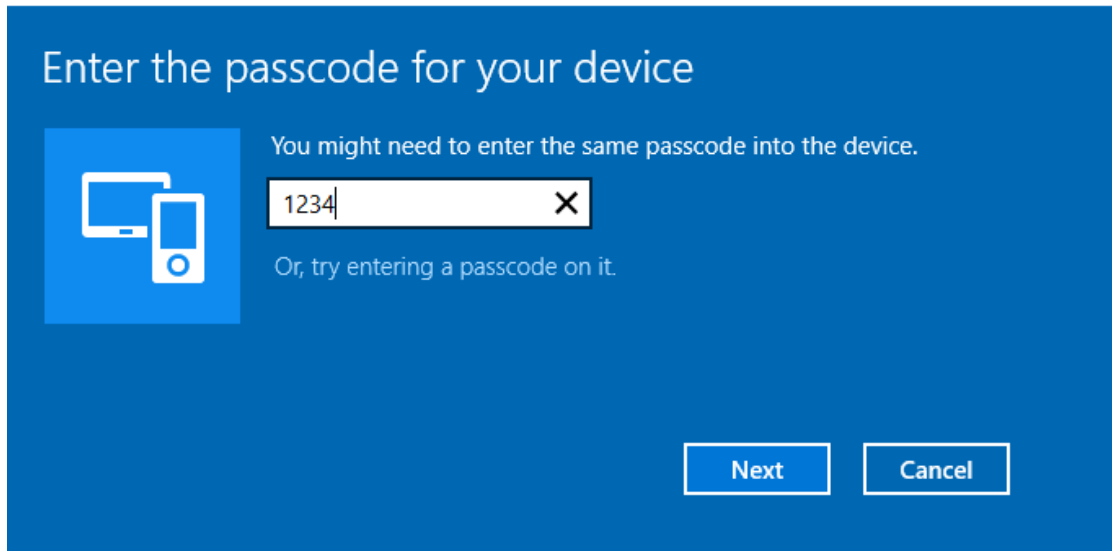 Enter the passcode for your device
You might need to enter the same passcode into the device.
1234
Or, try entering a passcode on it.
Next
Cancel